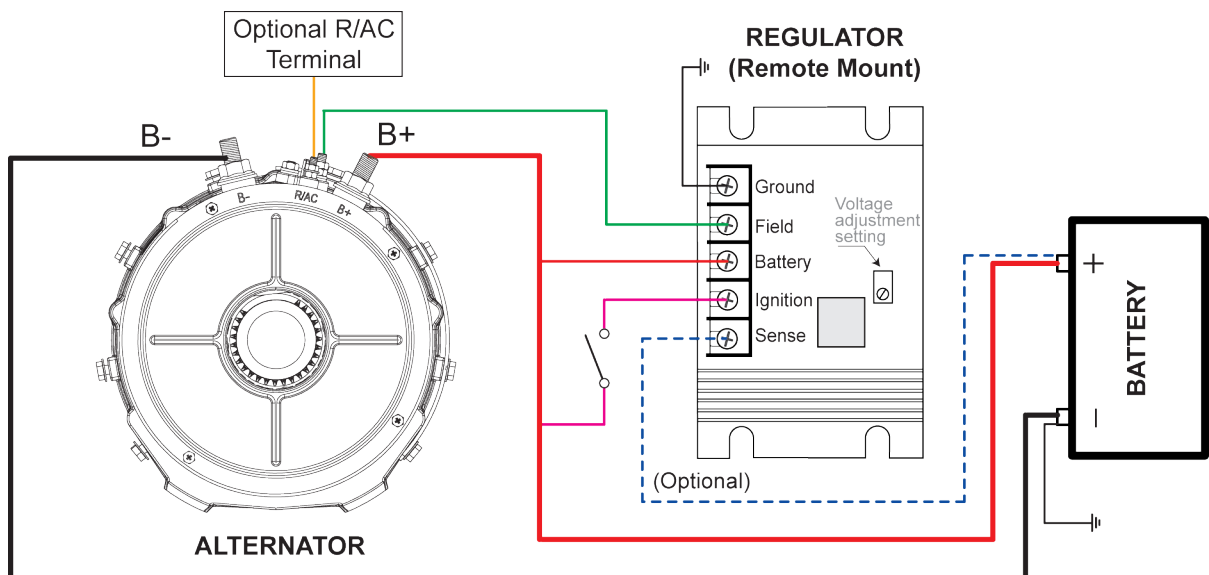 Optional R/AC
Terminal
REGULATOR
(Remote Mount)
B-
B+
B-
R/AC
B+
Ground
Field
Battery
Ignition
Sense
Voltage
adjustment
setting
+
BATTERY
-
(Optional)
ALTERNATOR